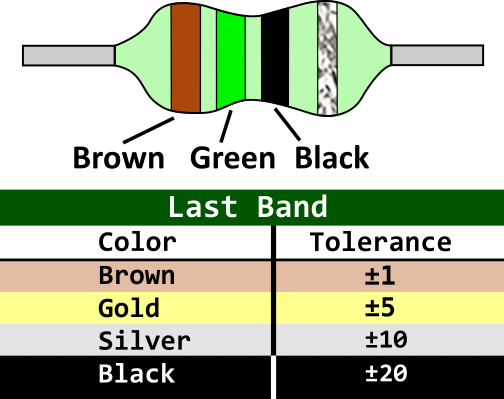 Brown Green Black
Last Band
Color Tolerance
Brown ±1
Gold ±5
Silver ±10
Black ±20